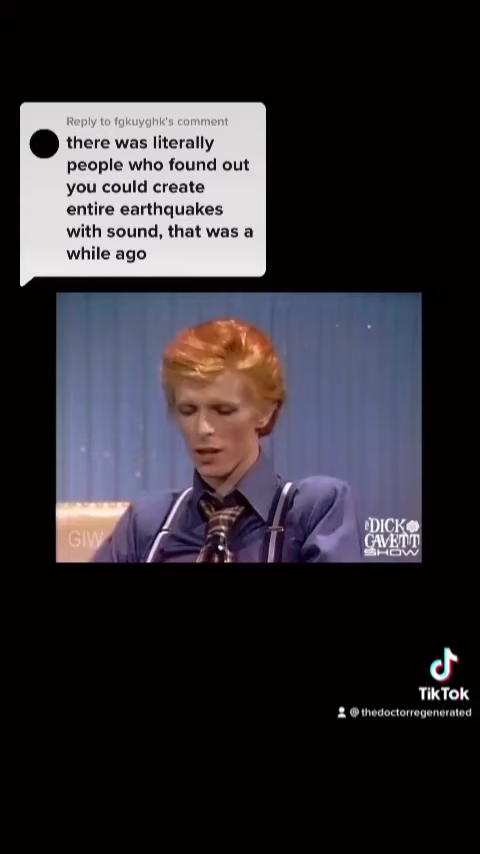 Reply to fgkuyghk's comment
there was literally
people who found out
you could create
entire earthquakes
with sound, that was a
while ago
GIW
THE DICK
CAVETT
SHOW
TikTok
@thedoctorregenerated